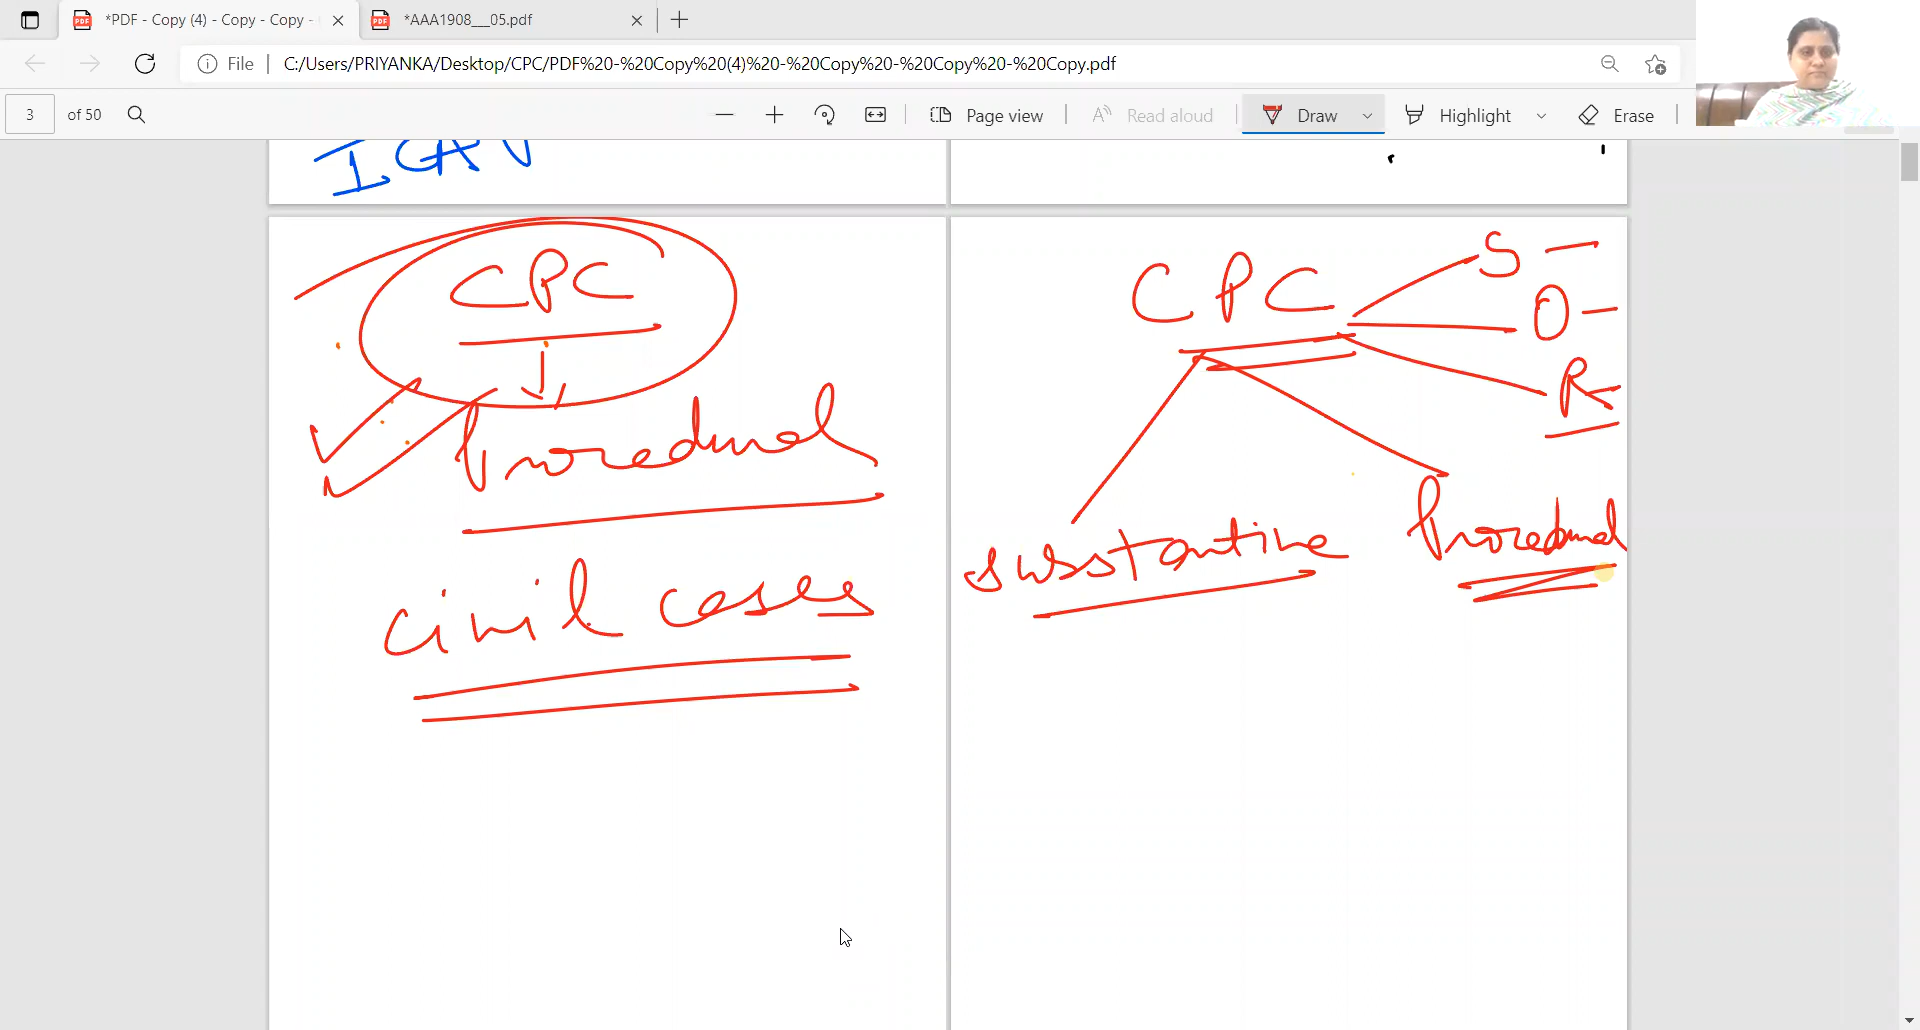 *PDF - Copy (4) - Copy - Copy -
*AAA1908___05.pdf
File
C:/Users/PRIYANKA/Desktop/CPC/PDF%20-%20Copy%20(4)%20-%20Copy%20-%20Copy%20-%20Copy.pdf
3 of 50
Page view
Read aloud
Draw
Highlight
Erase
CPC
Procedural
civil cases
CPC
S -
O -
R -
substantive
Procedural